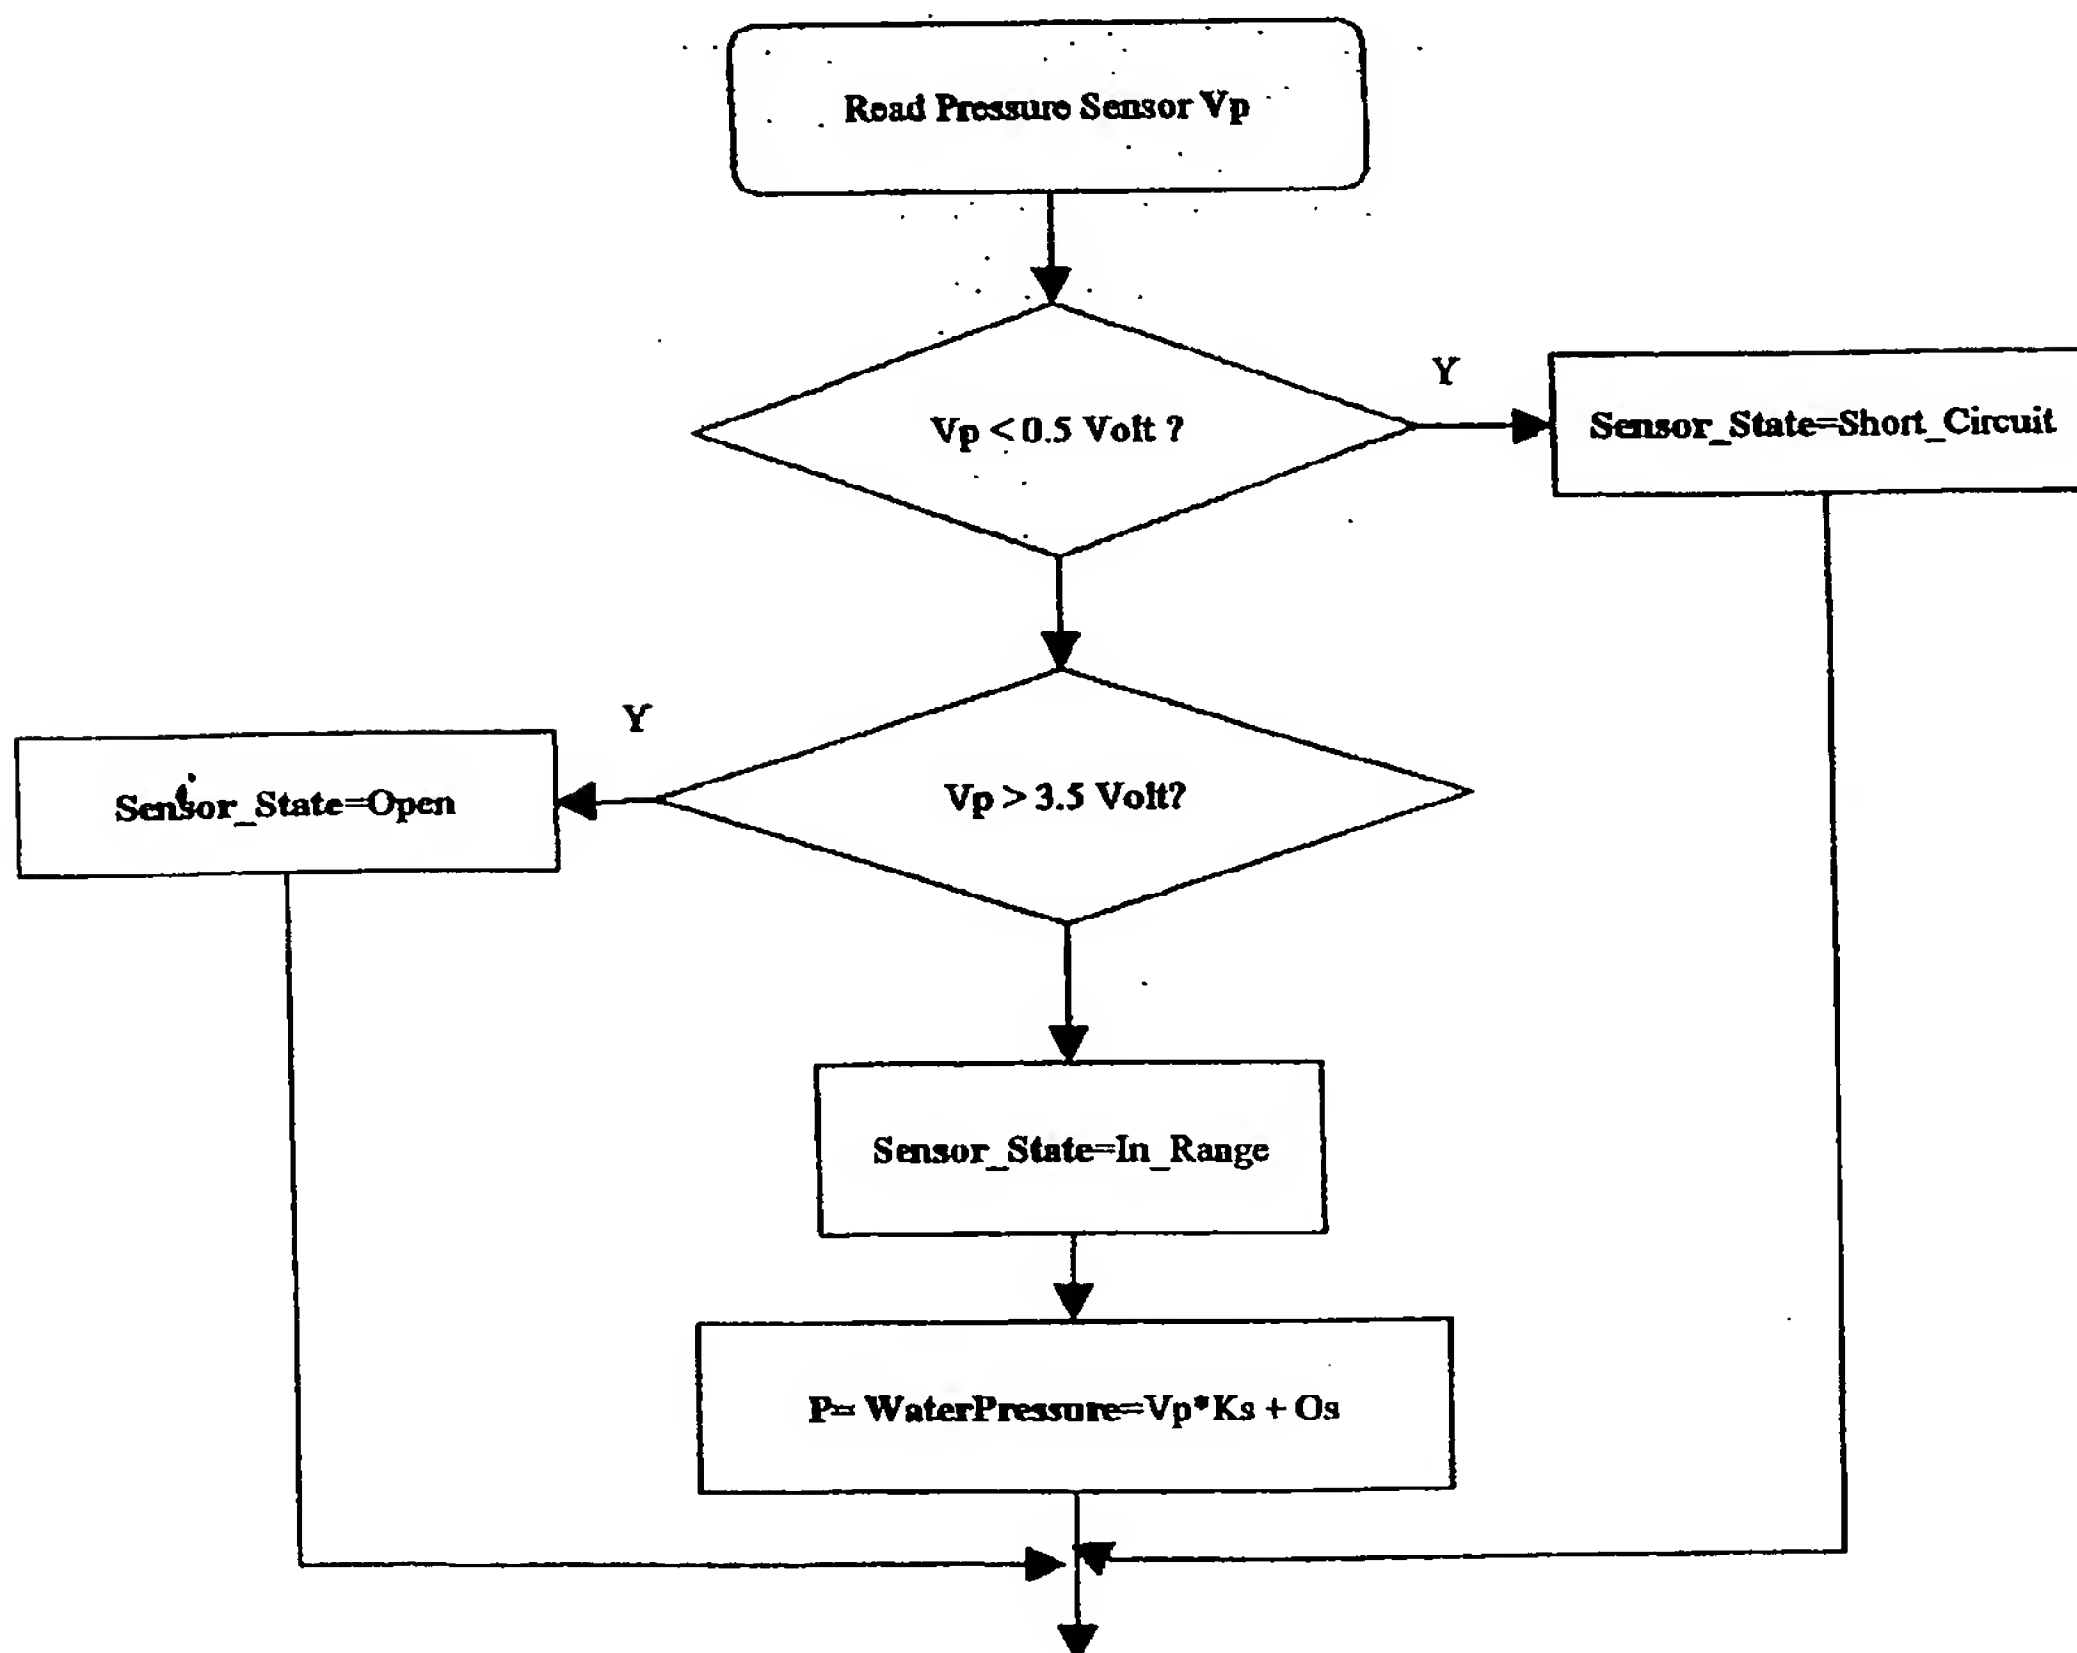 Read Pressure Sensor Vp
Vp < 0.5 Volt ?
Y
Sensor_State=Short_Circuit
Y
Vp > 3.5 Volt?
Sensor_State=Open
Sensor_State=In_Range
P= WaterPressure=Vp*Ks + Os